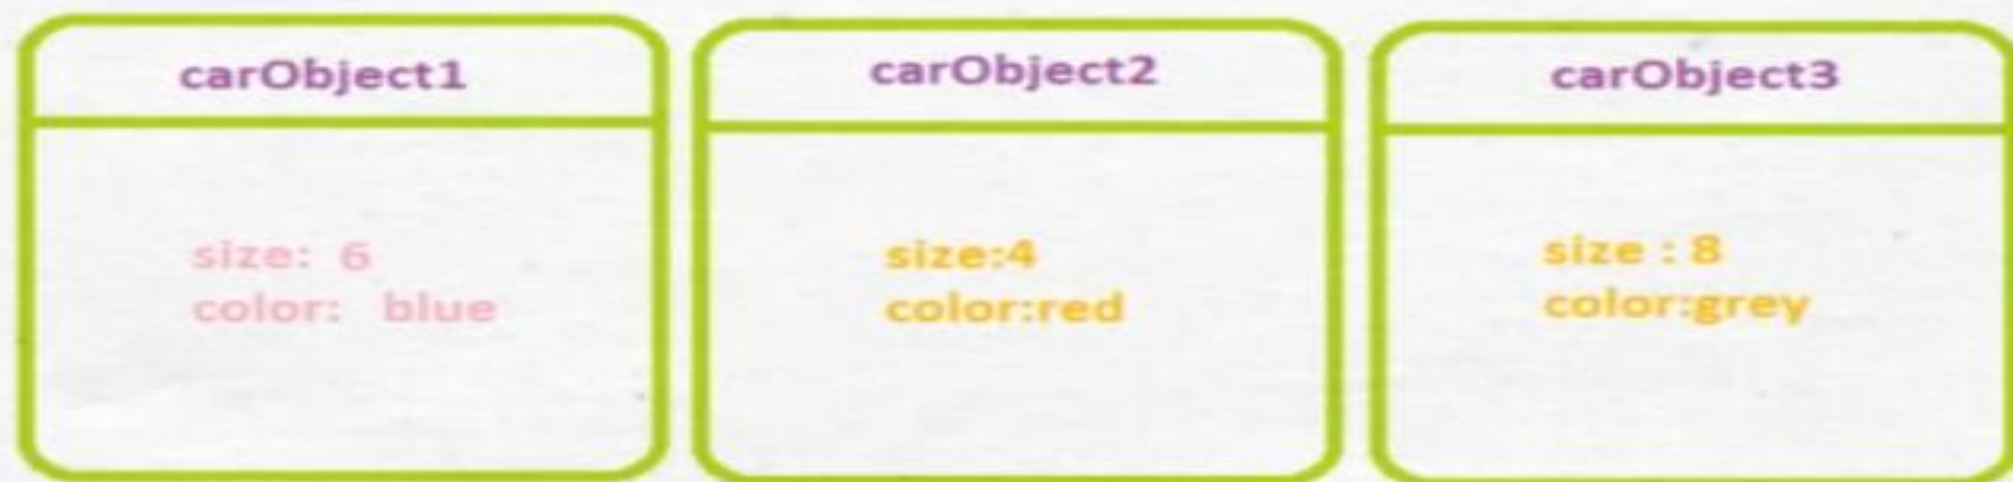 carObject1
size: 6
color: blue
carObject2
size:4
color:red
carObject3
size : 8
color:grey